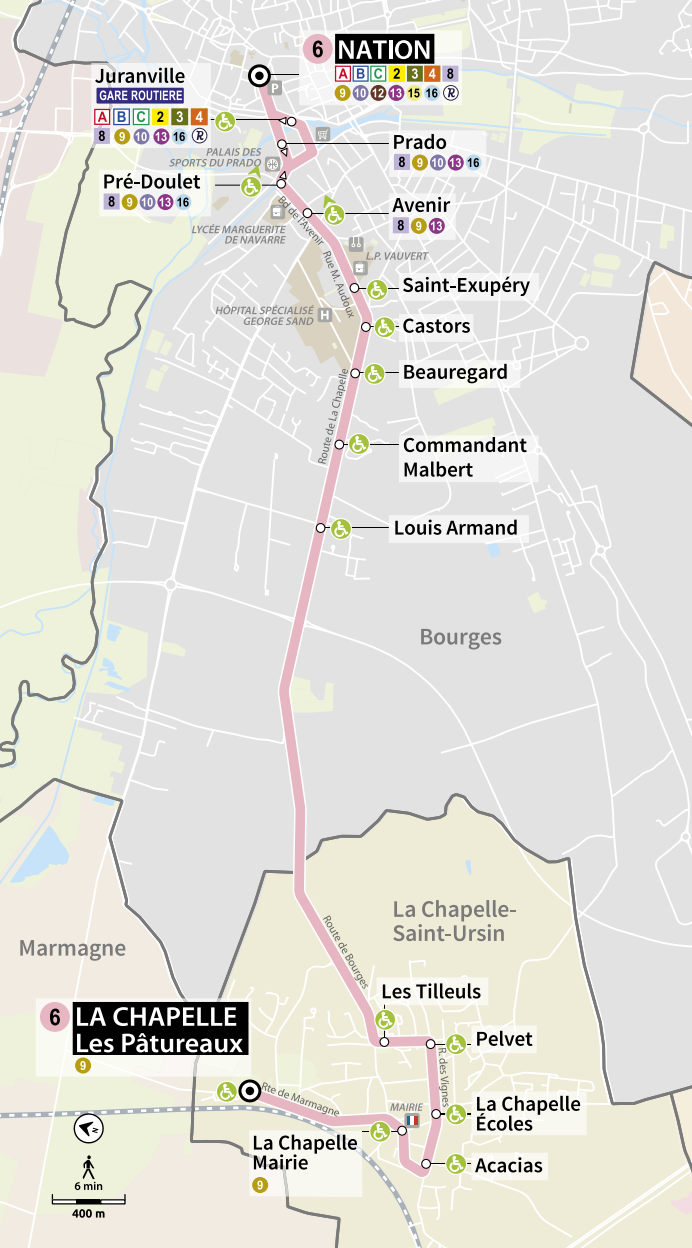 6 NATION
A B C 2 3 4 8
9 10 12 13 15 16 R
P
Juranville
GARE ROUTIERE
A B C 2 3 4
8 9 10 13 16 R
Prado
8 9 10 13 16
PALAIS DES
SPORTS DU PRADO
Pré-Doulet
8 9 10 13 16
Avenir
8 9 13
Bd de l'Avenir
LYCÉE MARGUERITE
DE NAVARRE
L.P. VAUVERT
Rue M. Audoux
Saint-Exupéry
HÔPITAL SPÉCIALISÉ
GEORGE SAND
H
Castors
Beauregard
Route de La Chapelle
Commandant
Malbert
Louis Armand
Bourges
La Chapelle-
Saint-Ursin
Marmagne
Route de Bourges
Les Tilleuls
6 LA CHAPELLE
Les Pâtureaux
9
Pelvet
R. des Vignes
Rte de Marmagne
MAIRIE
La Chapelle
Écoles
La Chapelle
Mairie
9
Acacias
6 min
400 m